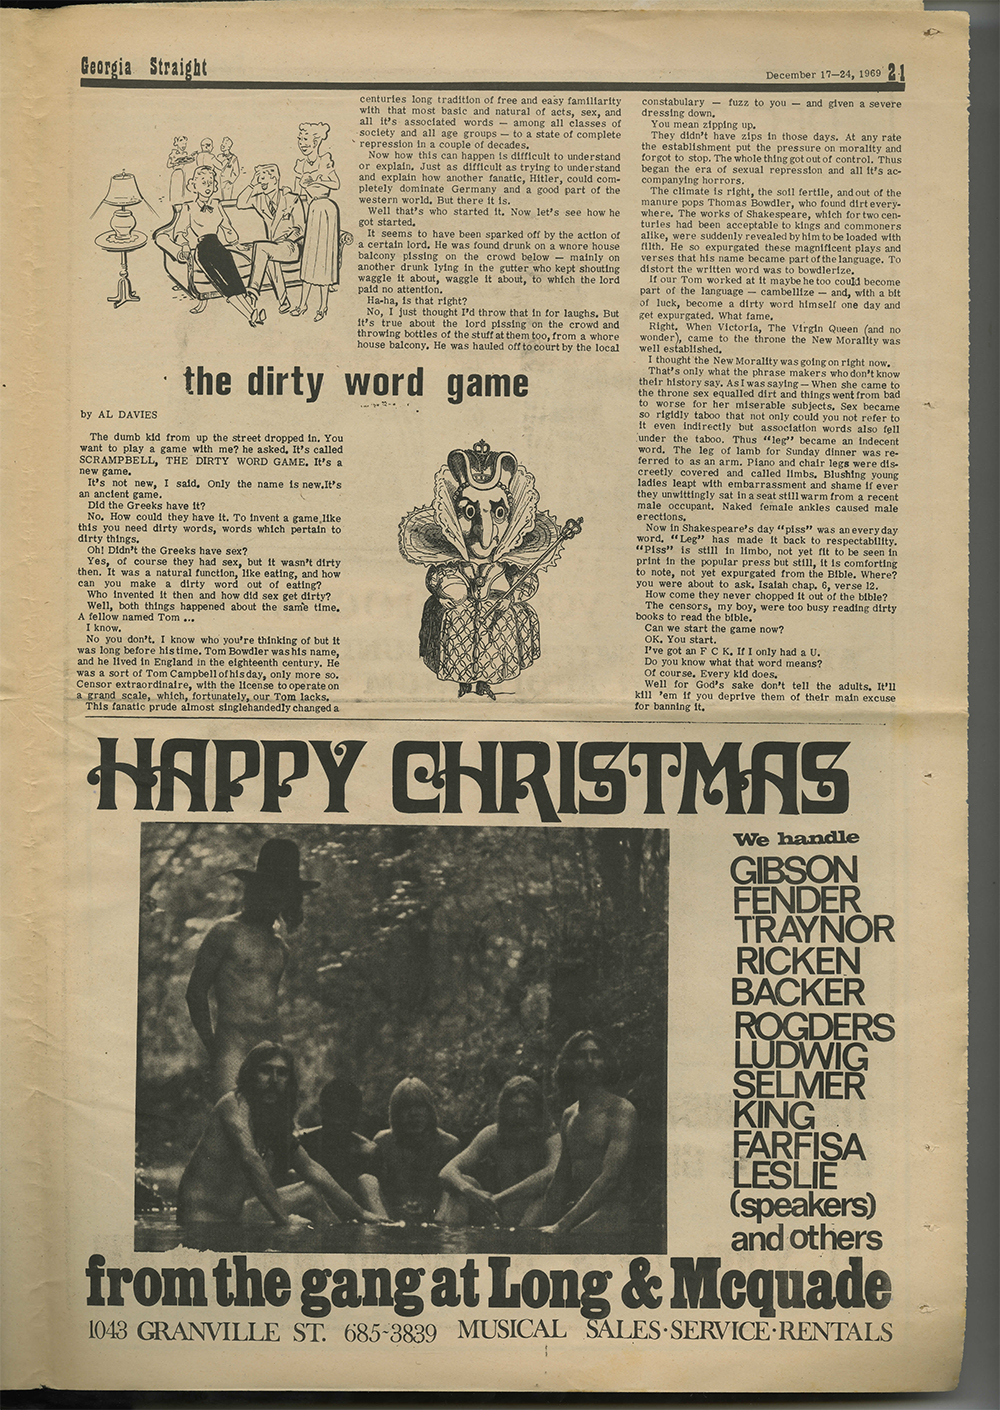 Georgia Straight
December 17—24, 1969 21
the dirty word game
by AL DAVIES
The dumb kid from up the street dropped in. You
want to play a game with me? he asked. It's called
SCRAMPBELL, THE DIRTY WORD GAME. It's a
new game.
It's not new, I said. Only the name is new. It's
an ancient game.
Did the Greeks have it?
No. How could they have it. To invent a game like
this you need dirty words, words which pertain to
dirty things.
Oh! Didn't the Greeks have sex?
Yes, of course they had sex, but it wasn't dirty
then. It was a natural function, like eating, and how
can you make a dirty word out of eating?
Who invented it then and how did sex get dirty?
Well, both things happened about the same time.
A fellow named Tom ...
I know.
No you don't. I know who you're thinking of but it
was long before his time. Tom Bowdler was his name,
and he lived in England in the eighteenth century. He
was a sort of Tom Campbell of his day, only more so.
Censor extraordinaire, with the license to operate on
a grand scale, which, fortunately, our Tom lacks.
This fanatic prude almost singlehandedly changed a
centuries long tradition of free and easy familiarity
with that most basic and natural of acts, sex, and
all it's associated words — among all classes of
society and all age groups — to a state of complete
repression in a couple of decades.
Now how this can happen is difficult to understand
or explain. Just as difficult as trying to understand
and explain how another fanatic, Hitler, could com-
pletely dominate Germany and a good part of the
western world. But there it is.
Well that's who started it. Now let's see how he
got started.
It seems to have been sparked off by the action of
a certain lord. He was found drunk on a whore house
balcony pissing on the crowd below — mainly on
another drunk lying in the gutter who kept shouting
waggle it about, waggle it about, to which the lord
paid no attention.
Ha-ha, is that right?
No, I just thought I'd throw that in for laughs. But
it's true about the lord pissing on the crowd and
throwing bottles of the stuff at them too, from a whore
house balcony. He was hauled off to court by the local
constabulary — fuzz to you — and given a severe
dressing down.
You mean zipping up.
They didn't have zips in those days. At any rate
the establishment put the pressure on morality and
forgot to stop. The whole thing got out of control. Thus
began the era of sexual repression and all it's ac-
companying horrors.
The climate is right, the soil fertile, and out of the
manure pops Thomas Bowdler, who found dirt every-
where. The works of Shakespeare, which for two cen-
turies had been acceptable to kings and commoners
alike, were suddenly revealed by him to be loaded with
filth. He so expurgated these magnificent plays and
verses that his name became part of the language. To
distort the written word was to bowdlerize.
If our Tom worked at it maybe he too could become
part of the language — cambellize — and, with a bit
of luck, become a dirty word himself one day and
get expurgated. What fame.
Right. When Victoria, The Virgin Queen (and no
wonder), came to the throne the New Morality was
well established.
I thought the New Morality was going on right now.
That's only what the phrase makers who don't know
their history say. As I was saying — When she came to
the throne sex equalled dirt and things went from bad
to worse for her miserable subjects. Sex became
so rigidly taboo that not only could you not refer to
it even indirectly but association words also fell
under the taboo. Thus "leg" became an indecent
word. The leg of lamb for Sunday dinner was re-
ferred to as an arm. Piano and chair legs were dis-
creetly covered and called limbs. Blushing young
ladies leapt with embarrassment and shame if ever
they unwittingly sat in a seat still warm from a recent
male occupant. Naked female ankles caused male
erections.
Now in Shakespeare's day "piss" was an every day
word. "Leg" has made it back to respectability.
"Piss" is still in limbo, not yet fit to be seen in
print in the popular press but still, it is comforting
to note, not yet expurgated from the Bible. Where?
you were about to ask. Isaiah chap. 6, verse 12.
How come they never chopped it out of the bible?
The censors, my boy, were too busy reading dirty
books to read the bible.
Can we start the game now?
OK. You start.
I've got an F C K. If I only had a U.
Do you know what that word means?
Of course. Every kid does.
Well for God's sake don't tell the adults. It'll
kill 'em if you deprive them of their main excuse
for banning it.
HAPPY CHRISTMAS
We handle
GIBSON
FENDER
TRAYNOR
RICKEN
BACKER
ROGDERS
LUDWIG
SELMER
KING
FARFISA
LESLIE
(speakers)
and others
from the gang at Long & Mcquade
1043 GRANVILLE ST. 685-3839 MUSICAL SALES·SERVICE·RENTALS